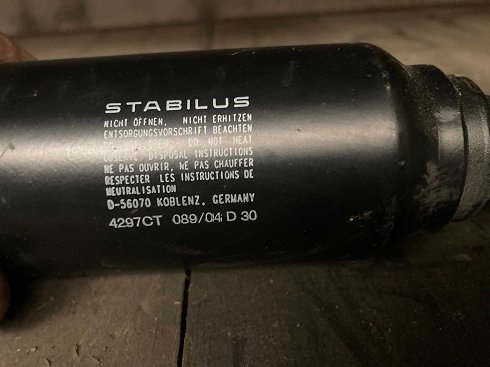 STABILUS
NICHT ÖFFNEN, NICHT ERHITZEN
ENTSORGUNGSVORSCHRIFT BEACHTEN
DO NOT HEAT
DISPOSAL INSTRUCTIONS
NE PAS OUVRIR, NE PAS CHAUFFER
RESPECTER LES INSTRUCTIONS DE
NEUTRALISATION
D-56070 KOBLENZ, GERMANY
4297CT 089/04 D 30